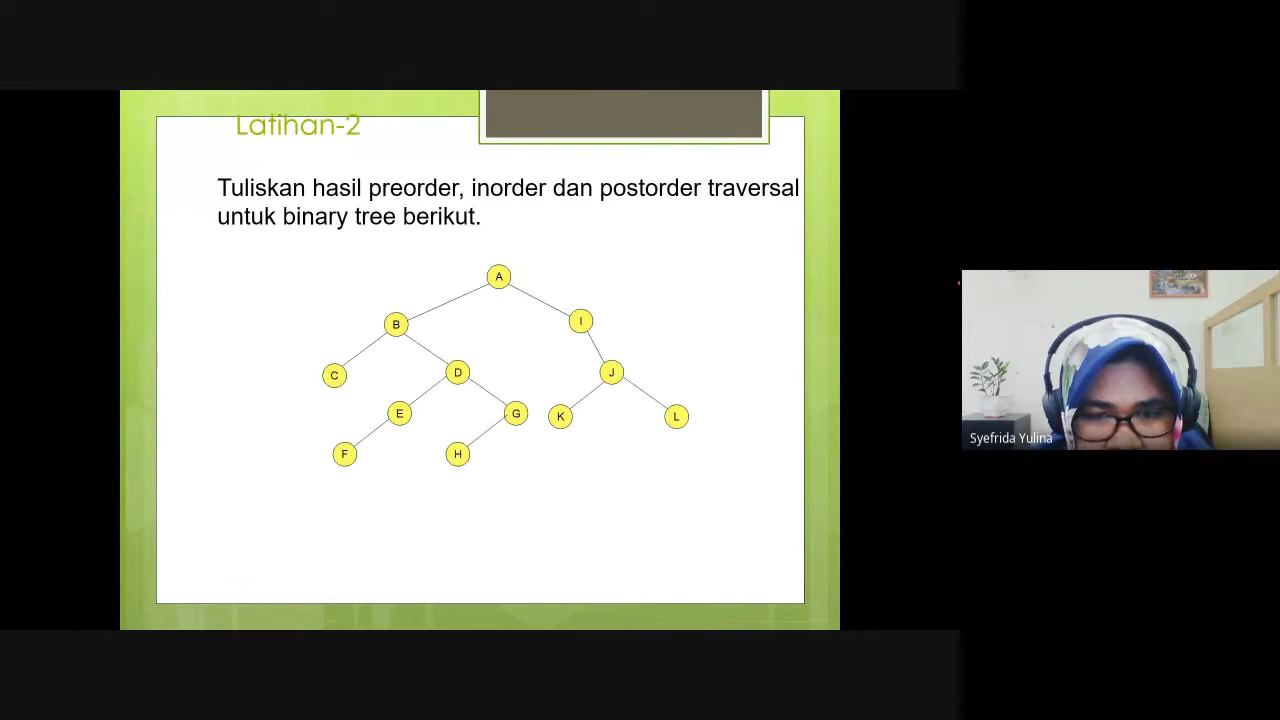 Latihan-2
Tuliskan hasil preorder, inorder dan postorder traversal
untuk binary tree berikut.
A
B
I
C
D
J
E
G
K
L
F
H
Syefrida Yulina